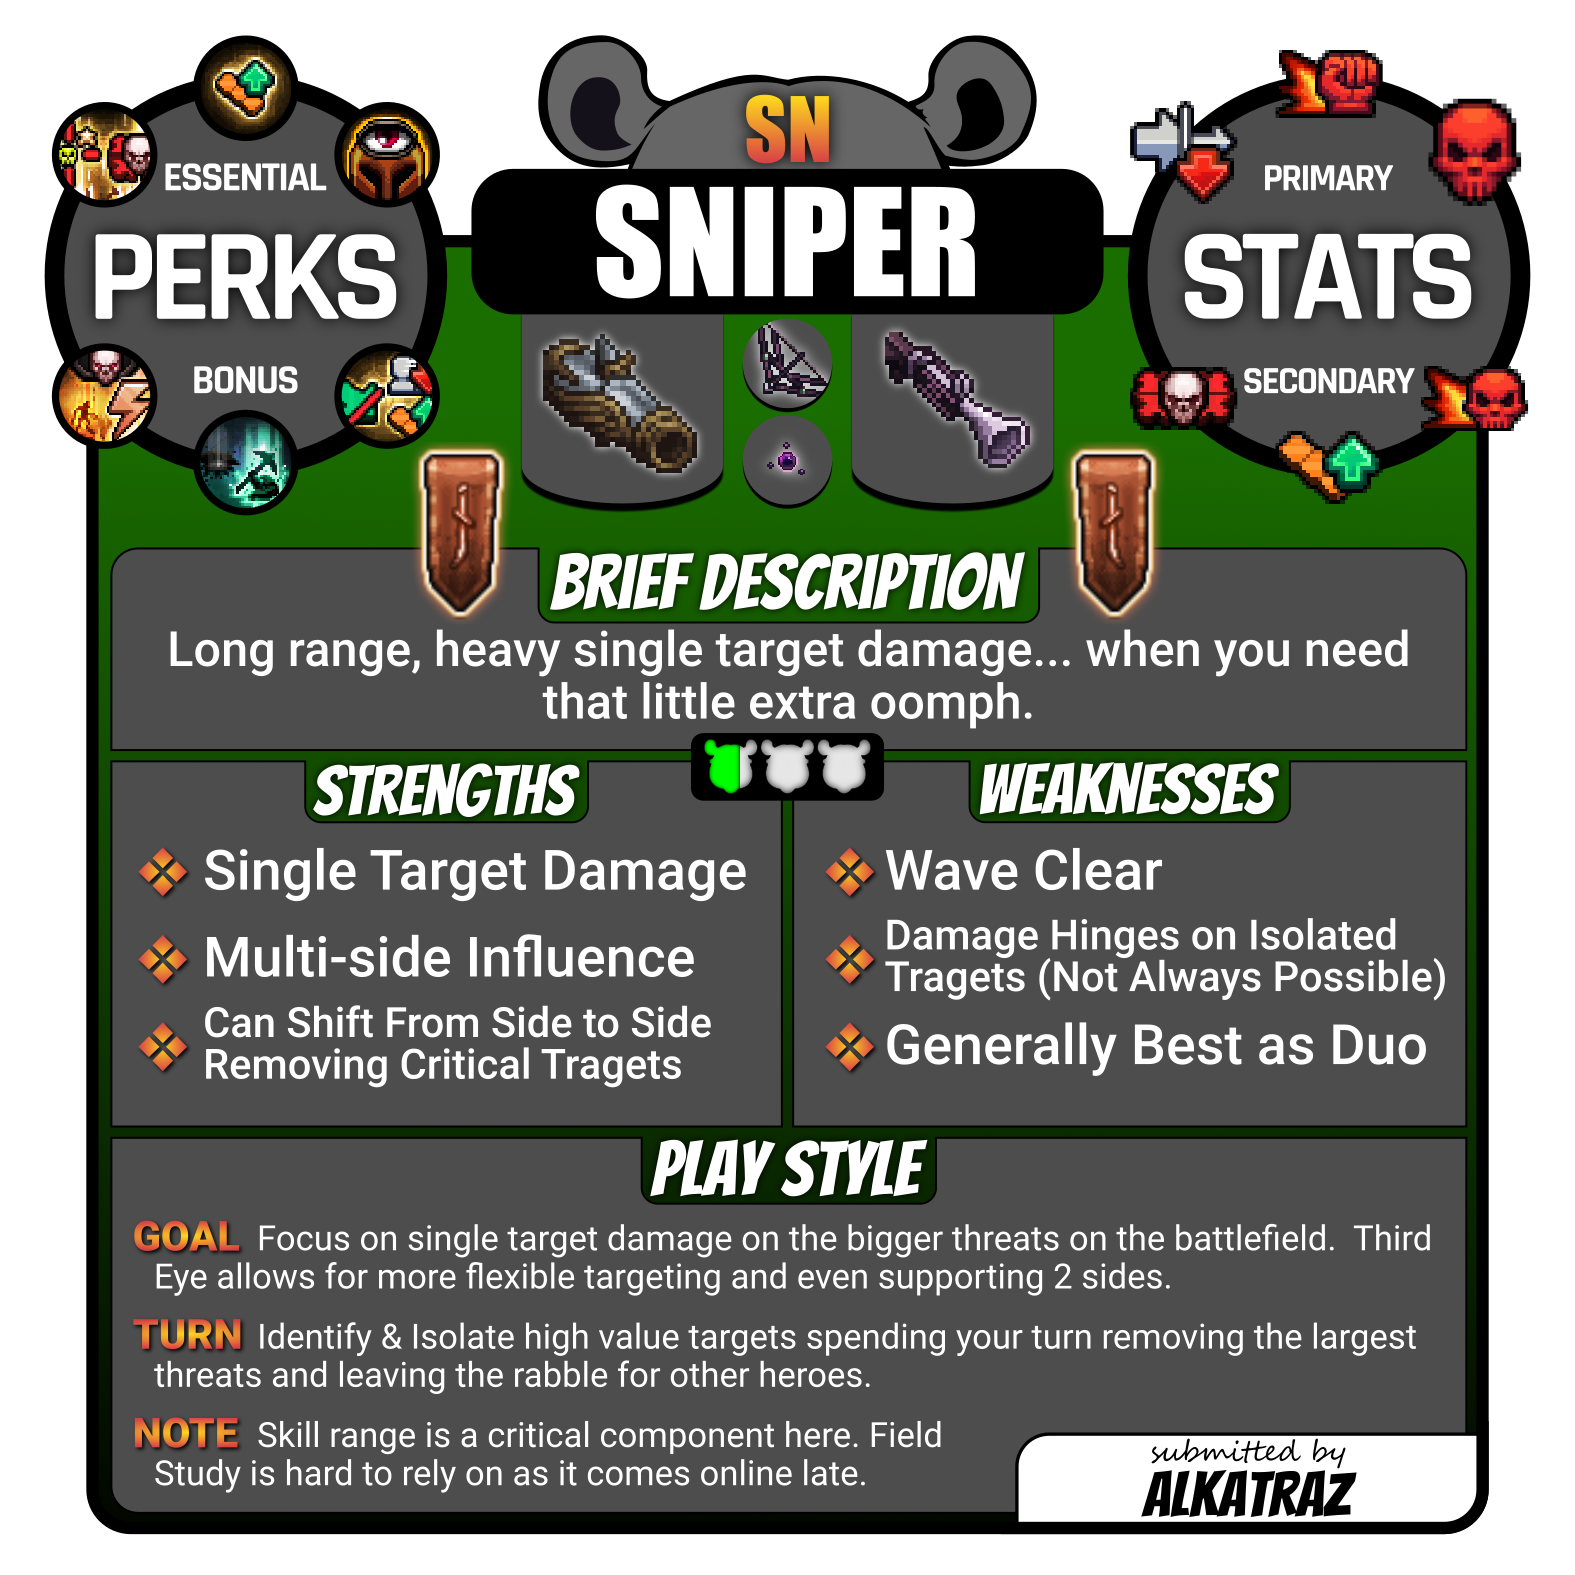 SN
SNIPER
ESSENTIAL
PERKS
BONUS
PRIMARY
STATS
SECONDARY
BRIEF DESCRIPTION
Long range, heavy single target damage... when you need
that little extra oomph.
STRENGTHS
Single Target Damage
Multi-side Influence
Can Shift From Side to Side
Removing Critical Tragets
WEAKNESSES
Wave Clear
Damage Hinges on Isolated
Tragets (Not Always Possible)
Generally Best as Duo
PLAY STYLE
GOAL Focus on single target damage on the bigger threats on the battlefield. Third
Eye allows for more flexible targeting and even supporting 2 sides.
TURN Identify & Isolate high value targets spending your turn removing the largest
threats and leaving the rabble for other heroes.
NOTE Skill range is a critical component here. Field
Study is hard to rely on as it comes online late.
submitted by
ALKATRAZ